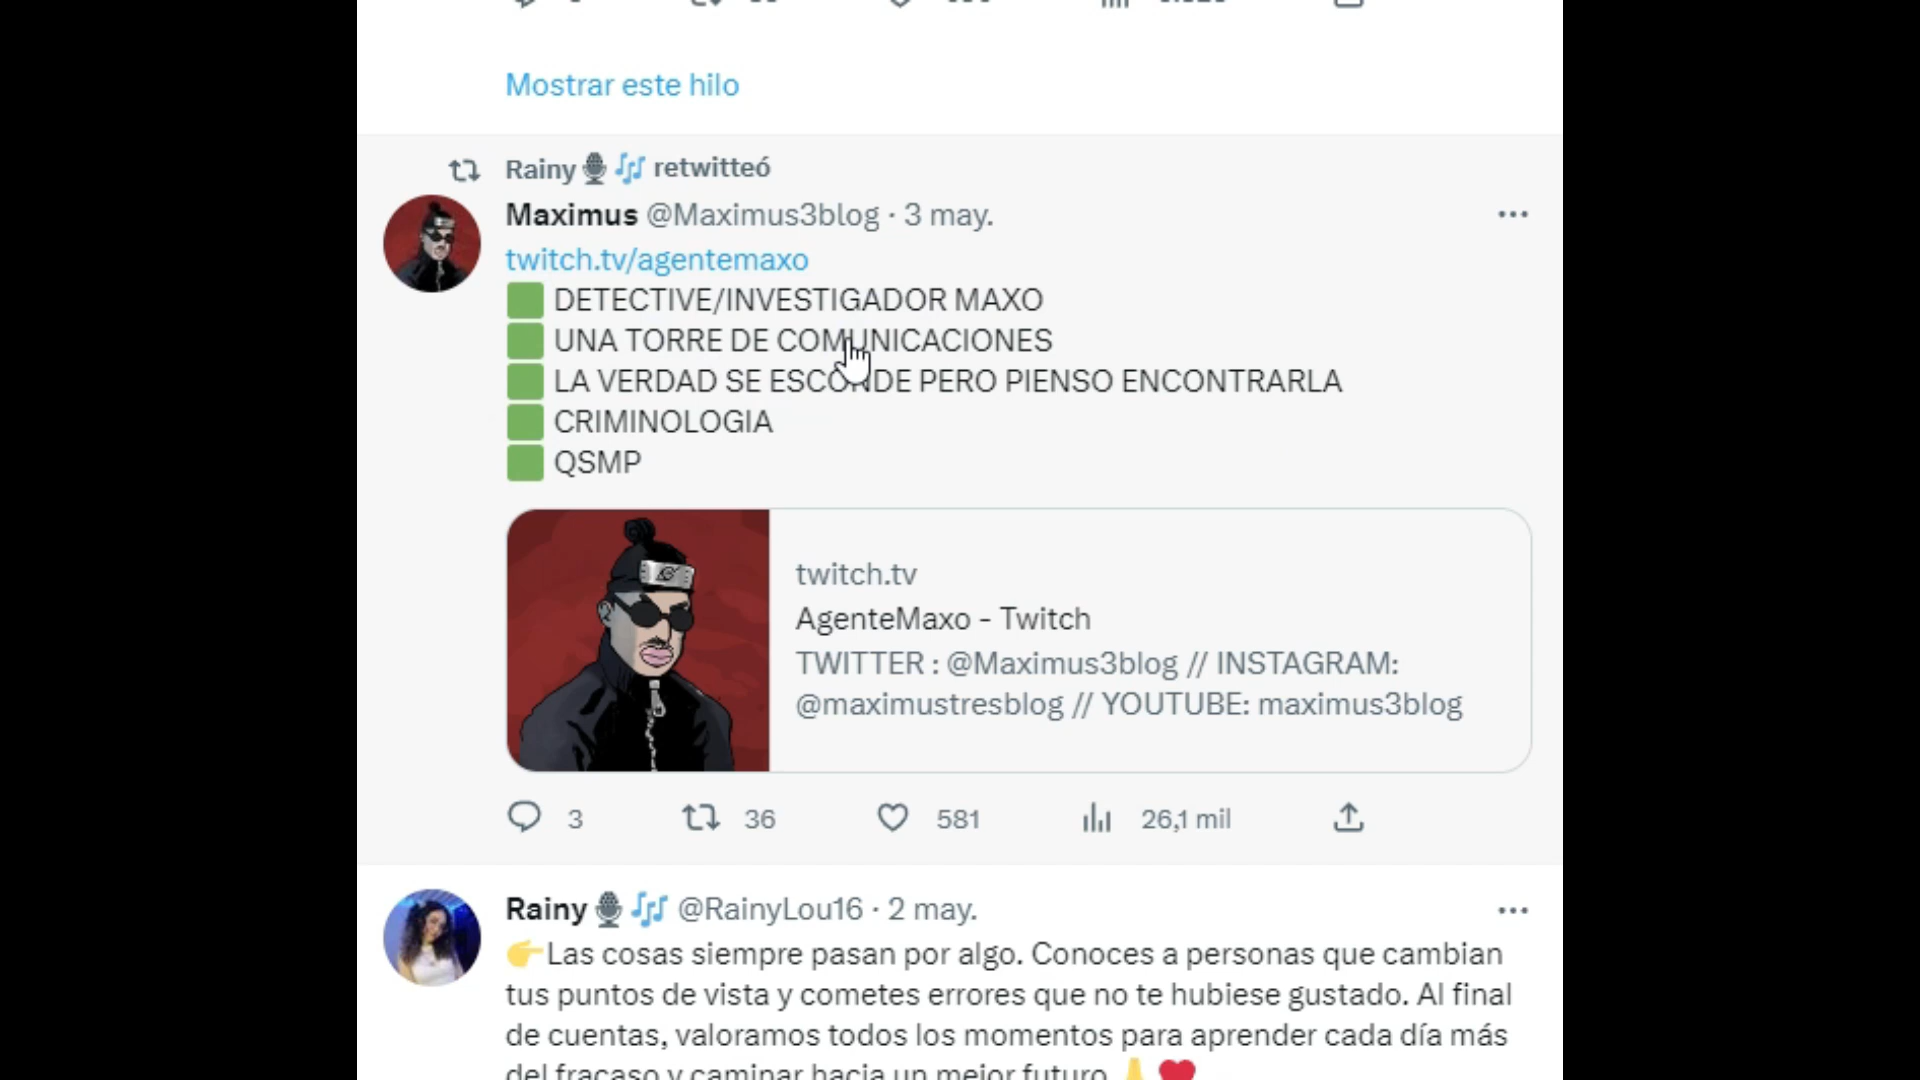 Mostrar este hilo
Rainy🎙️🎶 retwitteó
Maximus @Maximus3blog · 3 may.
twitch.tv/agentemaxo
🟩 DETECTIVE/INVESTIGADOR MAXO
🟩 UNA TORRE DE COMUNICACIONES
🟩 LA VERDAD SE ESCONDE PERO PIENSO ENCONTRARLA
🟩 CRIMINOLOGIA
🟩 QSMP
twitch.tv
AgenteMaxo - Twitch
TWITTER : @Maximus3blog // INSTAGRAM:
@maximustresblog // YOUTUBE: maximus3blog
3 36 581 26,1 mil
Rainy🎙️🎶 @RainyLou16 · 2 may.
👉Las cosas siempre pasan por algo. Conoces a personas que cambian
tus puntos de vista y cometes errores que no te hubiese gustado. Al final
de cuentas, valoramos todos los momentos para aprender cada día más
del fracaso y caminar hacia un mejor futuro 🙏♥️